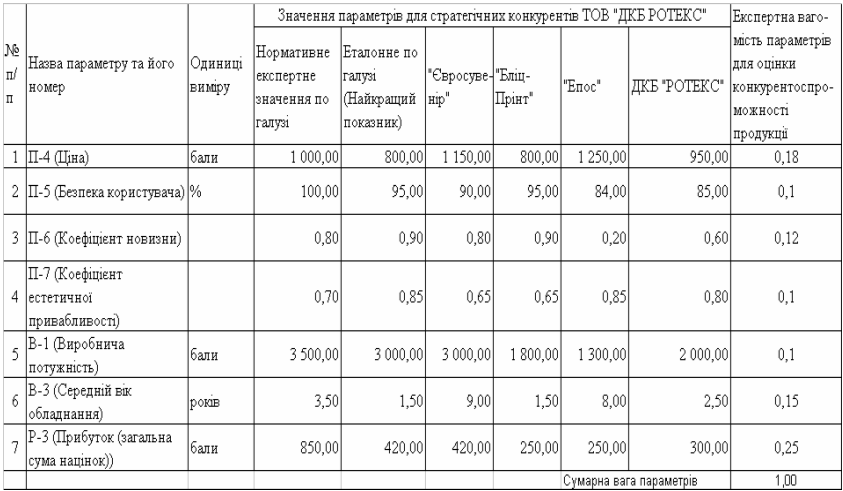 Значення параметрів для стратегічних конкурентів ТОВ "ДКБ РОТЕКС"
№ п/п
Назва параметру та його номер
Одиниці виміру
Нормативне експертне значення по галузі
Еталонне по галузі (Найкращий показник)
"Євросувенір"
"Бліц-Прінт"
"Епос"
ДКБ "РОТЕКС"
Експертна вагомість параметрів для оцінки конкурентоспроможності продукції
1 П-4 (Ціна) бали 1 000,00 800,00 1 150,00 800,00 1 250,00 950,00 0,18
2 П-5 (Безпека користувача) % 100,00 95,00 90,00 95,00 84,00 85,00 0,1
3 П-6 (Коефіцієнт новизни) 0,80 0,90 0,80 0,90 0,20 0,60 0,12
4 П-7 (Коефіцієнт естетичної привабливості) 0,70 0,85 0,65 0,65 0,85 0,80 0,1
5 В-1 (Виробнича потужність) бали 3 500,00 3 000,00 3 000,00 1 800,00 1 300,00 2 000,00 0,1
6 В-3 (Середній вік обладнання) років 3,50 1,50 9,00 1,50 8,00 2,50 0,15
7 Р-3 (Прибуток (загальна сума націнок)) бали 850,00 420,00 420,00 250,00 250,00 300,00 0,25
Сумарна вага параметрів 1,00